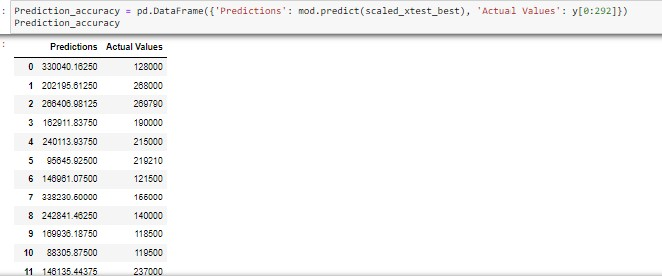 : Prediction_accuracy = pd.DataFrame({'Predictions': mod.predict(scaled_xtest_best), 'Actual Values': y[0:292]})
Prediction_accuracy
:
Predictions Actual Values
0 330040.16250 128000
1 202195.61250 268000
2 266406.98125 269790
3 162911.83750 190000
4 240113.93750 215000
5 96645.92500 219210
6 146961.07500 121500
7 338230.60000 166000
8 242841.46250 140000
9 169936.18750 118500
10 88305.87500 119500
11 146135.44375 237000